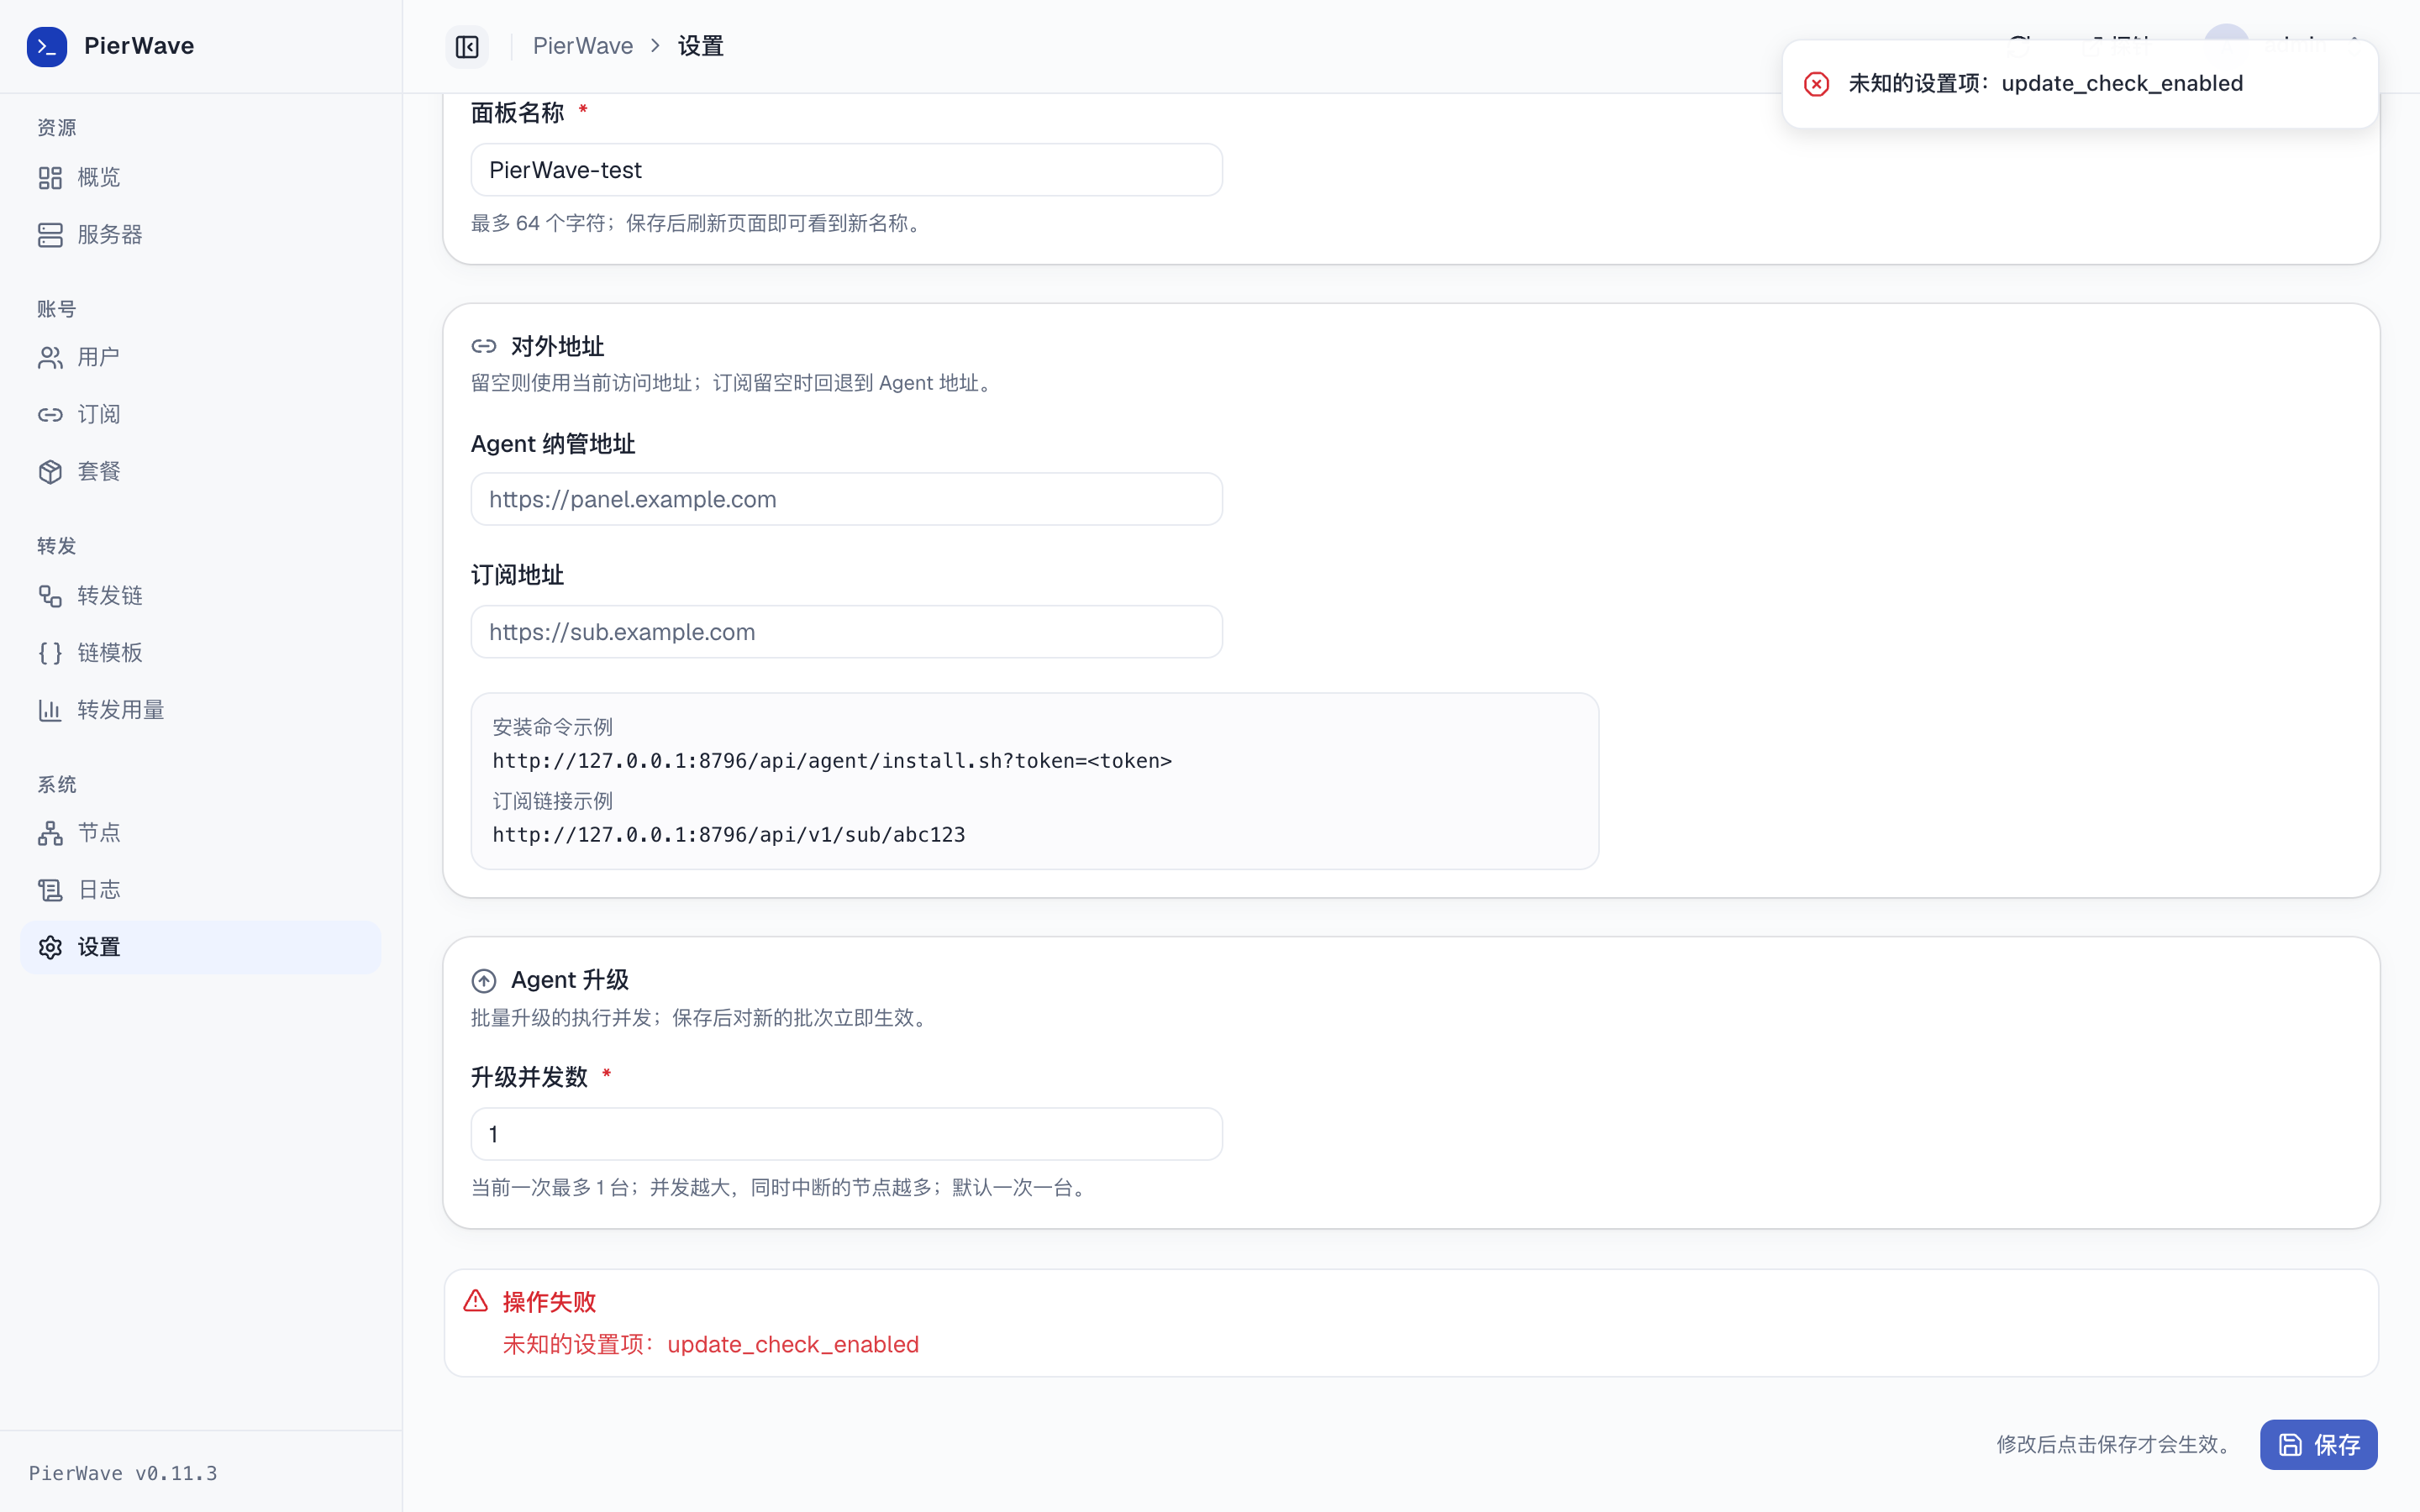 PierWave
PierWave > 设置
未知的设置项：update_check_enabled
资源
概览
服务器
账号
用户
订阅
套餐
转发
转发链
链模板
转发用量
系统
节点
日志
设置
PierWave v0.11.3
面板名称 *
PierWave-test
最多 64 个字符；保存后刷新页面即可看到新名称。
对外地址
留空则使用当前访问地址；订阅留空时回退到 Agent 地址。
Agent 纳管地址
https://panel.example.com
订阅地址
https://sub.example.com
安装命令示例
http://127.0.0.1:8796/api/agent/install.sh?token=<token>
订阅链接示例
http://127.0.0.1:8796/api/v1/sub/abc123
Agent 升级
批量升级的执行并发；保存后对新的批次立即生效。
升级并发数 *
1
当前一次最多 1 台；并发越大，同时中断的节点越多；默认一次一台。
操作失败
未知的设置项：update_check_enabled
修改后点击保存才会生效。
保存